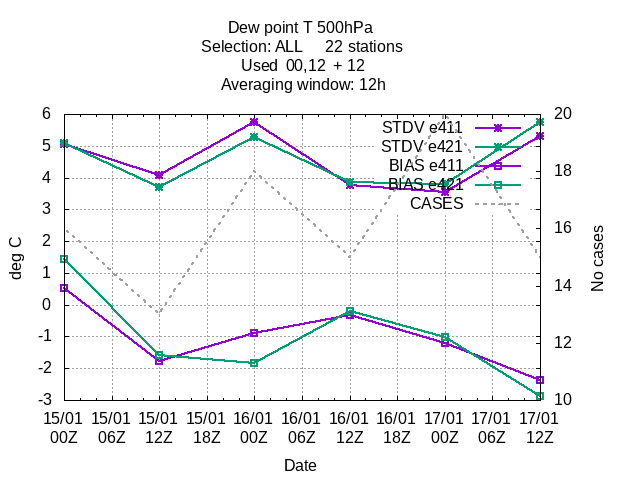 Dew point T 500hPa
Selection: ALL 22 stations
Used 00,12 + 12
Averaging window: 12h
deg C
6
5
4
3
2
1
0
-1
-2
-3
STDV e411
STDV e421
BIAS e411
BIAS e421
CASES
20
18
16
14
12
10
No cases
15/01 15/01 15/01 15/01 16/01 16/01 16/01 16/01 17/01 17/01 17/01
00Z 06Z 12Z 18Z 00Z 06Z 12Z 18Z 00Z 06Z 12Z
Date